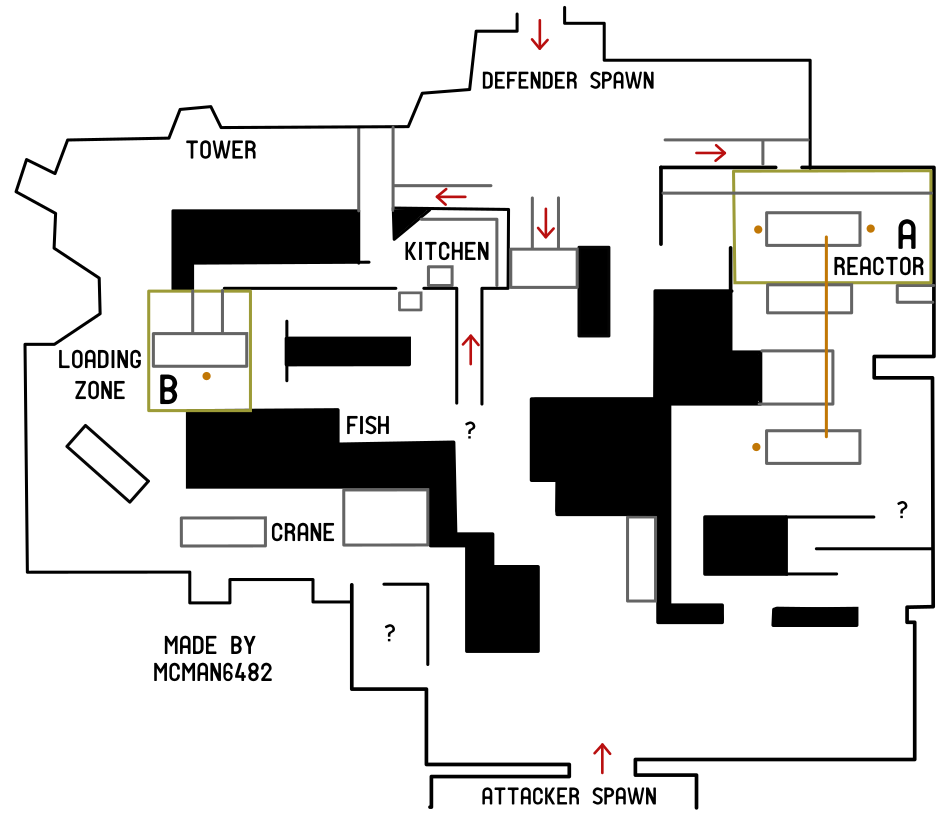 DEFENDER SPAWN
TOWER
KITCHEN
A
REACTOR
LOADING
ZONE
B
FISH
?
?
CRANE
?
MADE BY
MCMAN6482
ATTACKER SPAWN